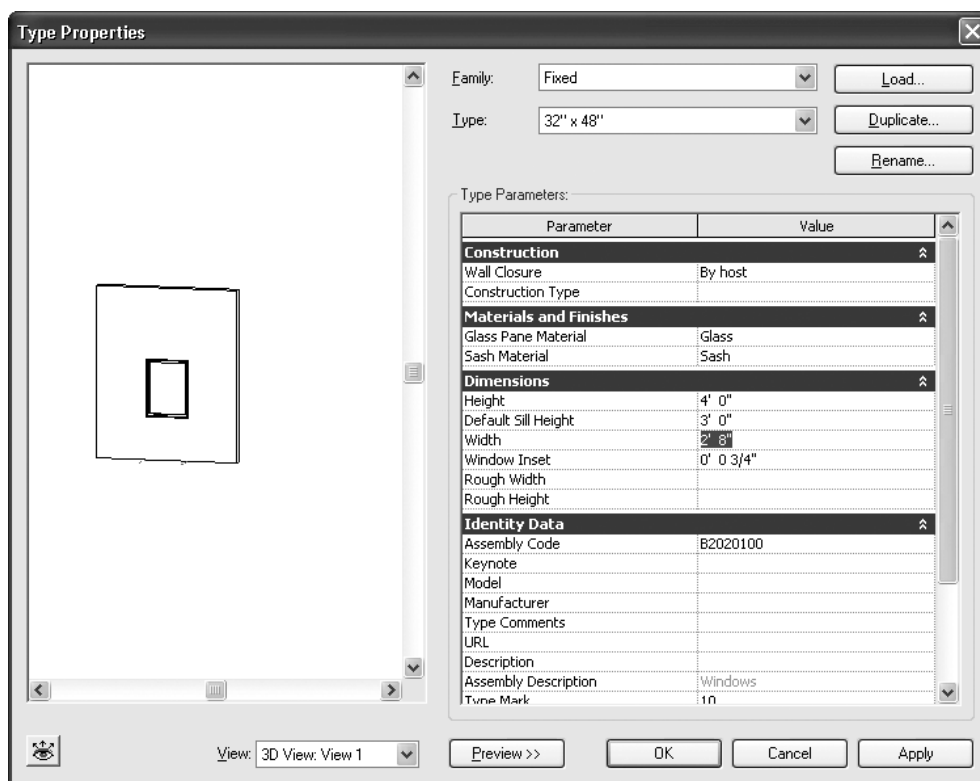 Type Properties
Family: Fixed Load...
Type: 32" x 48" Duplicate...
Rename...
Type Parameters:
Parameter Value
Construction
Wall Closure By host
Construction Type
Materials and Finishes
Glass Pane Material Glass
Sash Material Sash
Dimensions
Height 4' 0"
Default Sill Height 3' 0"
Width 2' 8"
Window Inset 0' 0 3/4"
Rough Width
Rough Height
Identity Data
Assembly Code B2020100
Keynote
Model
Manufacturer
Type Comments
URL
Description
Assembly Description Windows
Type Mark 10
View: 3D View: View 1 Preview >> OK Cancel Apply